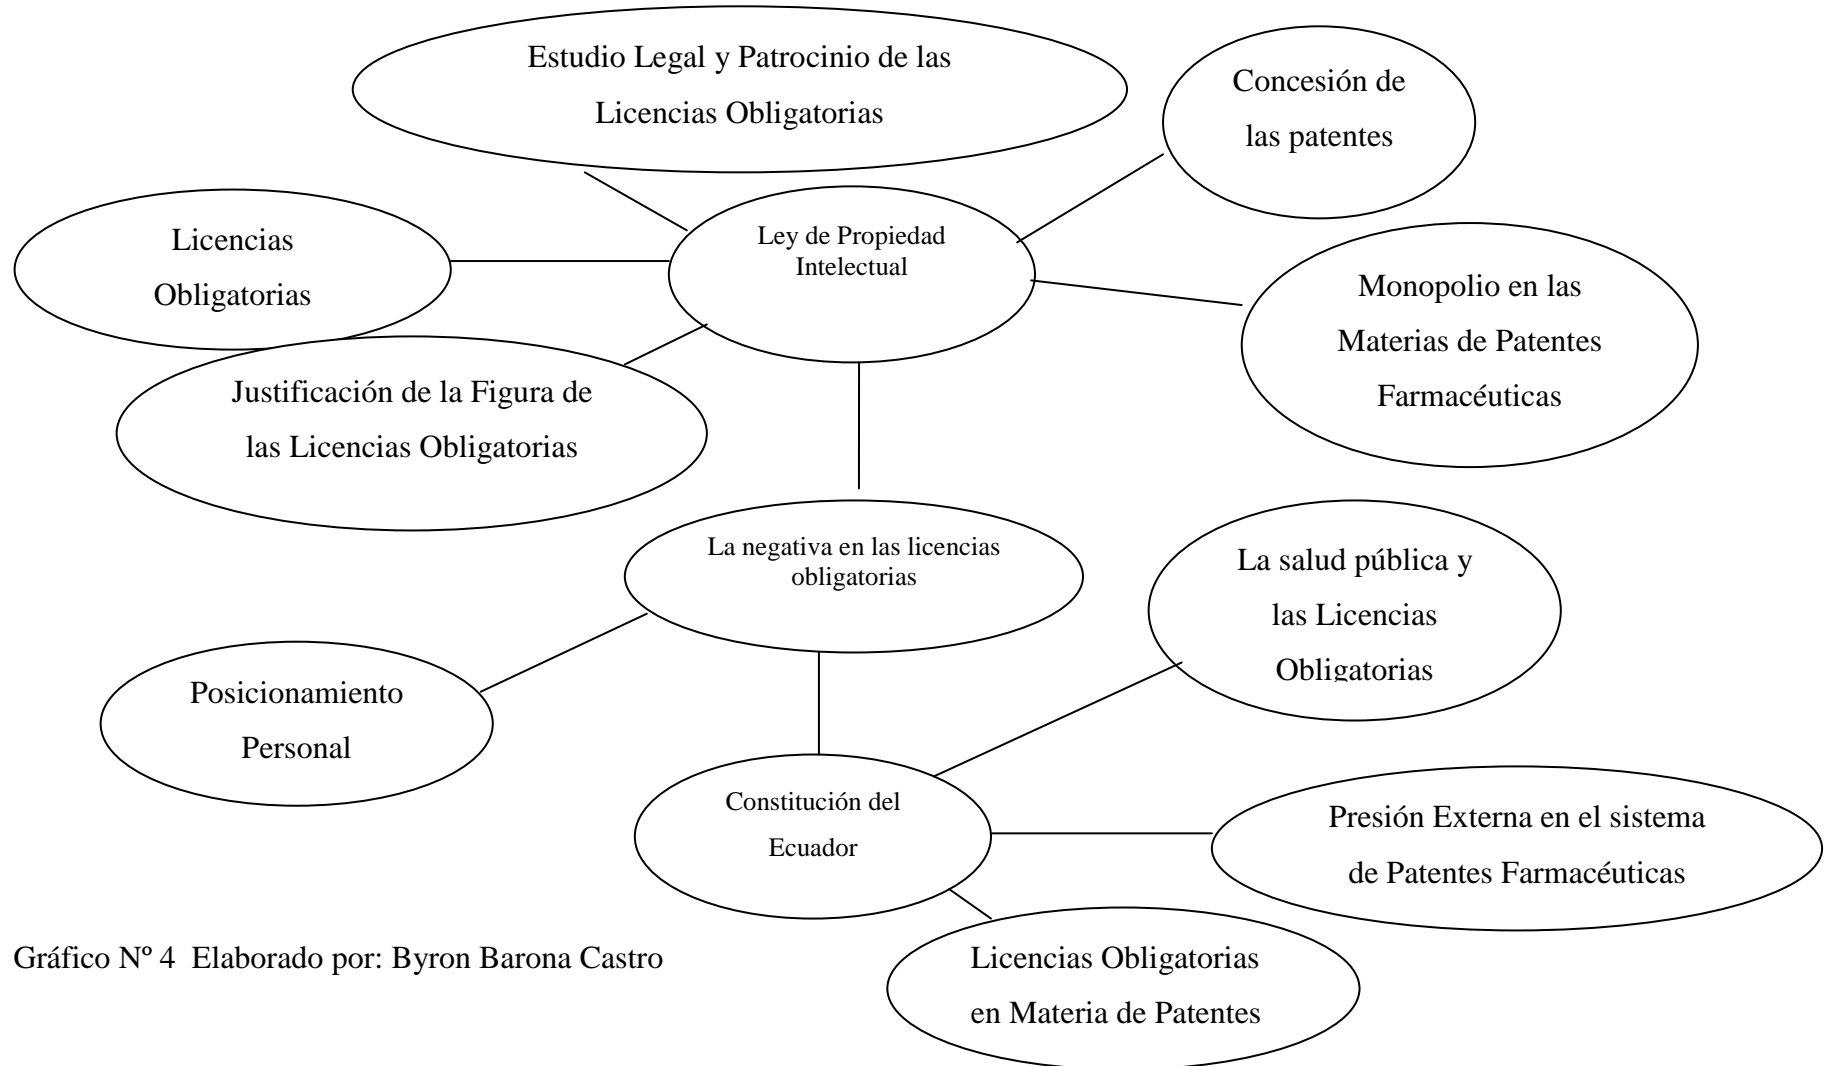 Estudio Legal y Patrocinio de las
Licencias Obligatorias
Concesión de
las patentes
Licencias
Obligatorias
Ley de Propiedad
Intelectual
Monopolio en las
Materias de Patentes
Farmacéuticas
Justificación de la Figura de
las Licencias Obligatorias
La negativa en las licencias
obligatorias
La salud pública y
las Licencias
Obligatorias
Posicionamiento
Personal
Constitución del
Ecuador
Presión Externa en el sistema
de Patentes Farmacéuticas
Licencias Obligatorias
en Materia de Patentes
Gráfico Nº 4 Elaborado por: Byron Barona Castro